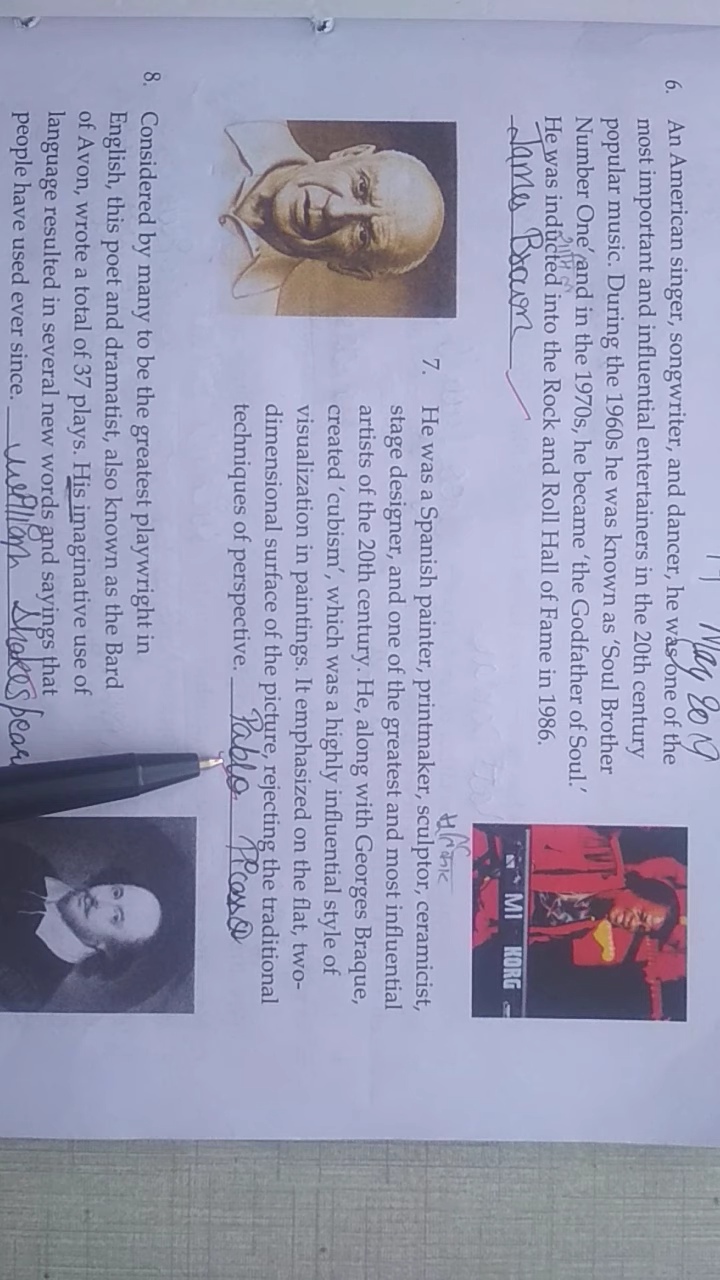 May 2019
6. An American singer, songwriter, and dancer, he was one of the
most important and influential entertainers in the 20th century
popular music. During the 1960s he was known as 'Soul Brother
Number One' and in the 1970s, he became 'the Godfather of Soul.'
He was inducted into the Rock and Roll Hall of Fame in 1986.
James Brown
M1 KORG
7. He was a Spanish painter, printmaker, sculptor, ceramicist,
stage designer, and one of the greatest and most influential
artists of the 20th century. He, along with Georges Braque,
created 'cubism', which was a highly influential style of
visualization in paintings. It emphasized on the flat, two-
dimensional surface of the picture, rejecting the traditional
techniques of perspective. Pablo Picasso
8. Considered by many to be the greatest playwright in
English, this poet and dramatist, also known as the Bard
of Avon, wrote a total of 37 plays. His imaginative use of
language resulted in several new words and sayings that
people have used ever since. William Shakespear